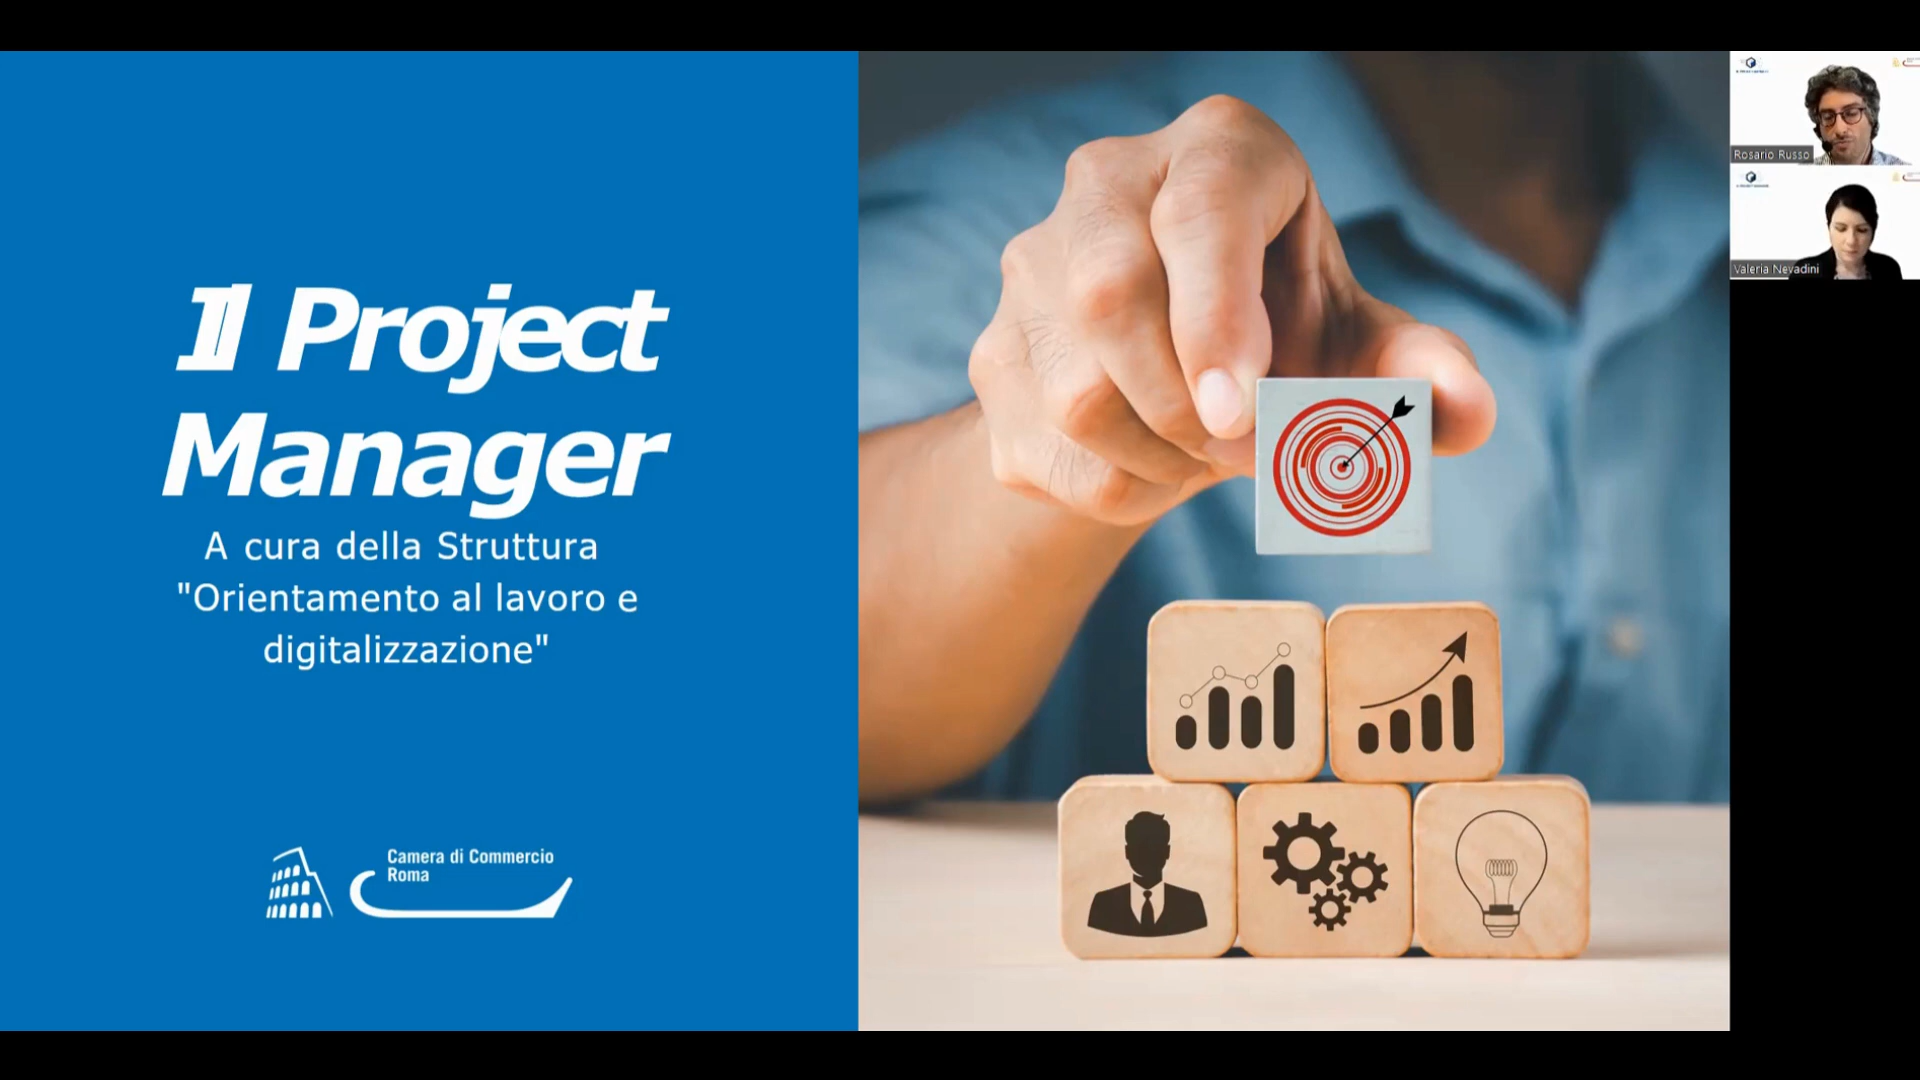 Il Project
Manager
A cura della Struttura
"Orientamento al lavoro e
digitalizzazione"
Camera di Commercio
Roma
Rosario Russo
Valeria Nevadini